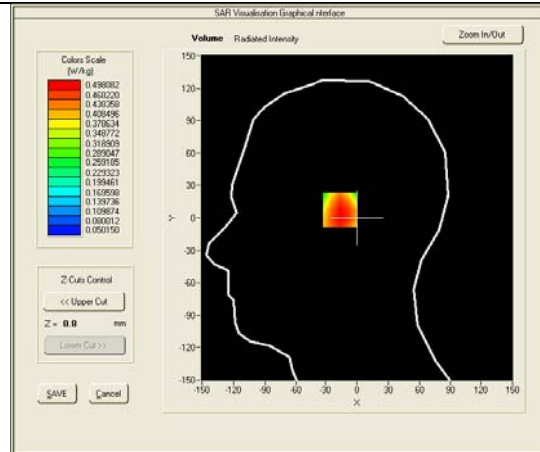 SAR Visualisation Graphical Interface
Volume Radiated Intensity
Zoom In/Out
Colors Scale
(W/kg)
0.498082
0.468220
0.438358
0.408496
0.378634
0.348772
0.318909
0.289047
0.259185
0.229323
0.199461
0.169598
0.139736
0.109874
0.080012
0.050150
Z-Cuts Control
<< Upper Cut
Z = 0.0 mm
Lower Cut >>
SAVE
Cancel
150-
120-
90-
60-
30-
0-
-30-
-60-
-90-
-120-
-150-
Y
-150 -120 -90 -60 -30 0 30 60 90 120 150
X